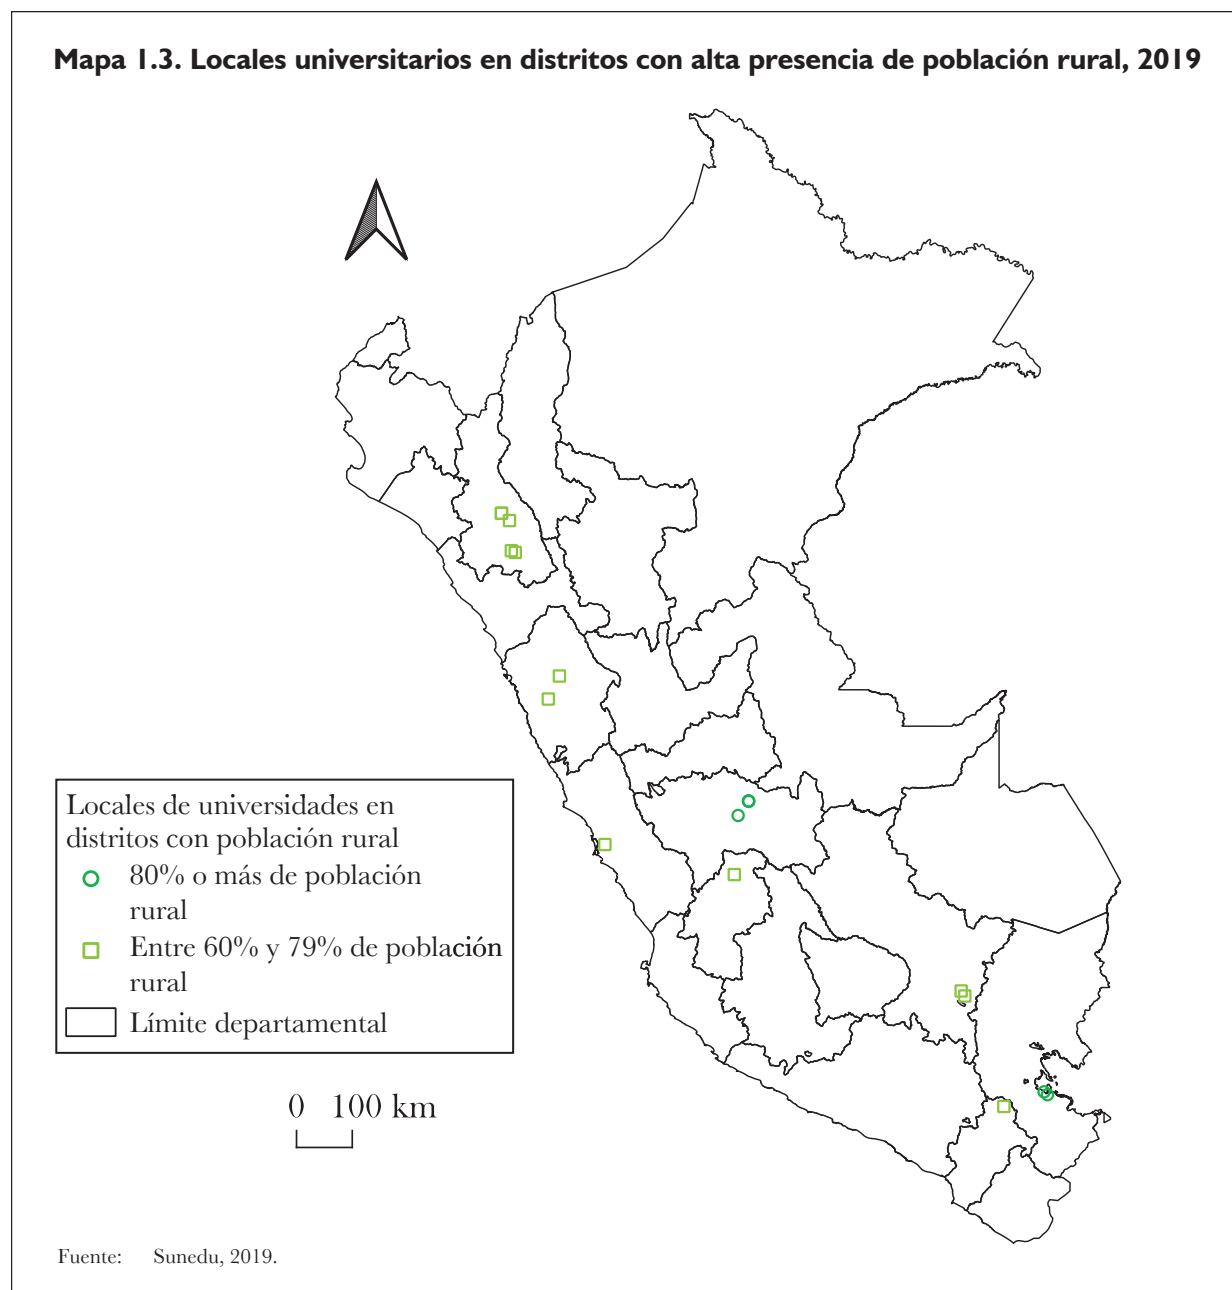 Mapa 1.3. Locales universitarios en distritos con alta presencia de población rural, 2019
Locales de universidades en
distritos con población rural
80% o más de población
rural
Entre 60% y 79% de población
rural
Límite departamental
0 100 km
Fuente: Sunedu, 2019.